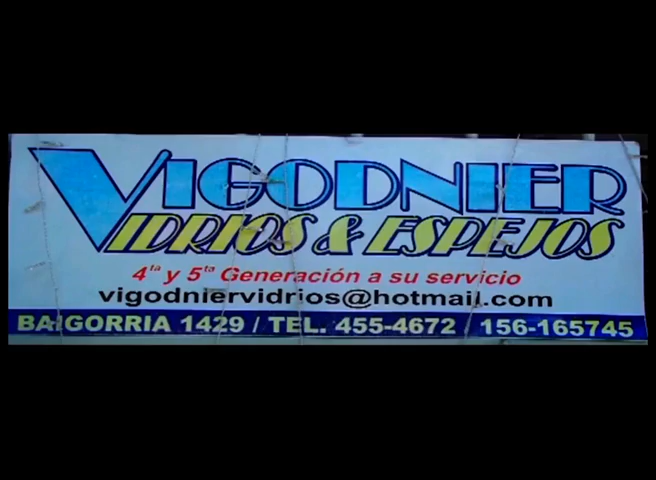 VIGODNIER
VIDRIOS & ESPEJOS
4ta y 5ta Generación a su servicio
vigodniervidrios@hotmail.com
BAIGORRIA 1429 / TEL. 455-4672 / 156-165745